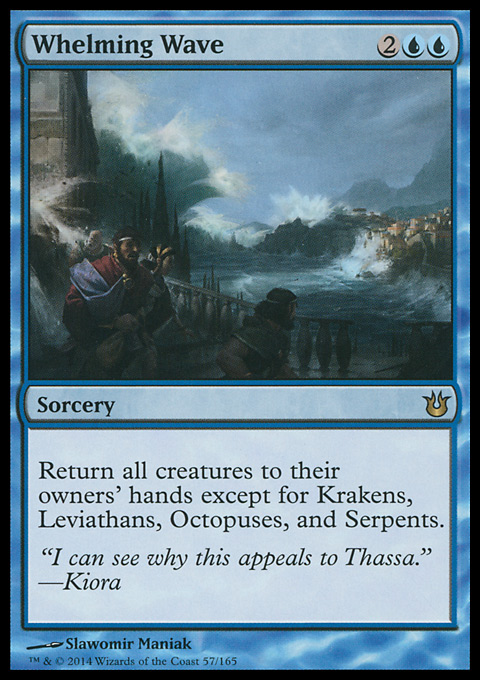 Whelming Wave 2
Sorcery
Return all creatures to their
owners’ hands except for Krakens,
Leviathans, Octopuses, and Serpents.
“I can see why this appeals to Thassa.”
—Kiora
Slawomir Maniak
™ & © 2014 Wizards of the Coast 57/165